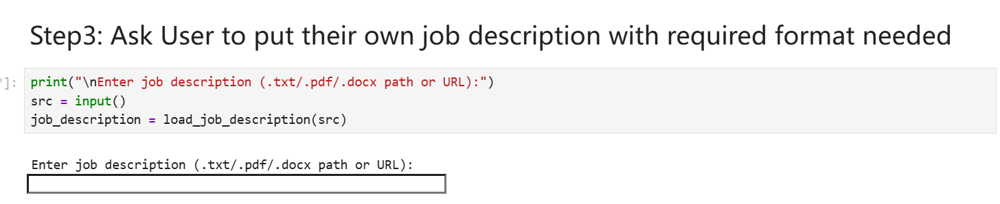 Step3: Ask User to put their own job description with required format needed
*]:
print("\nEnter job description (.txt/.pdf/.docx path or URL):")
src = input()
job_description = load_job_description(src)
Enter job description (.txt/.pdf/.docx path or URL):